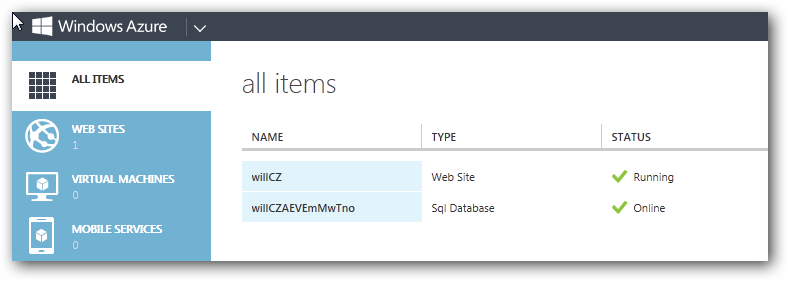 Windows Azure
ALL ITEMS
WEB SITES
1
VIRTUAL MACHINES
0
MOBILE SERVICES
0
all items
NAME TYPE STATUS
willCZ Web Site Running
willCZAEVEmMwTno Sql Database Online